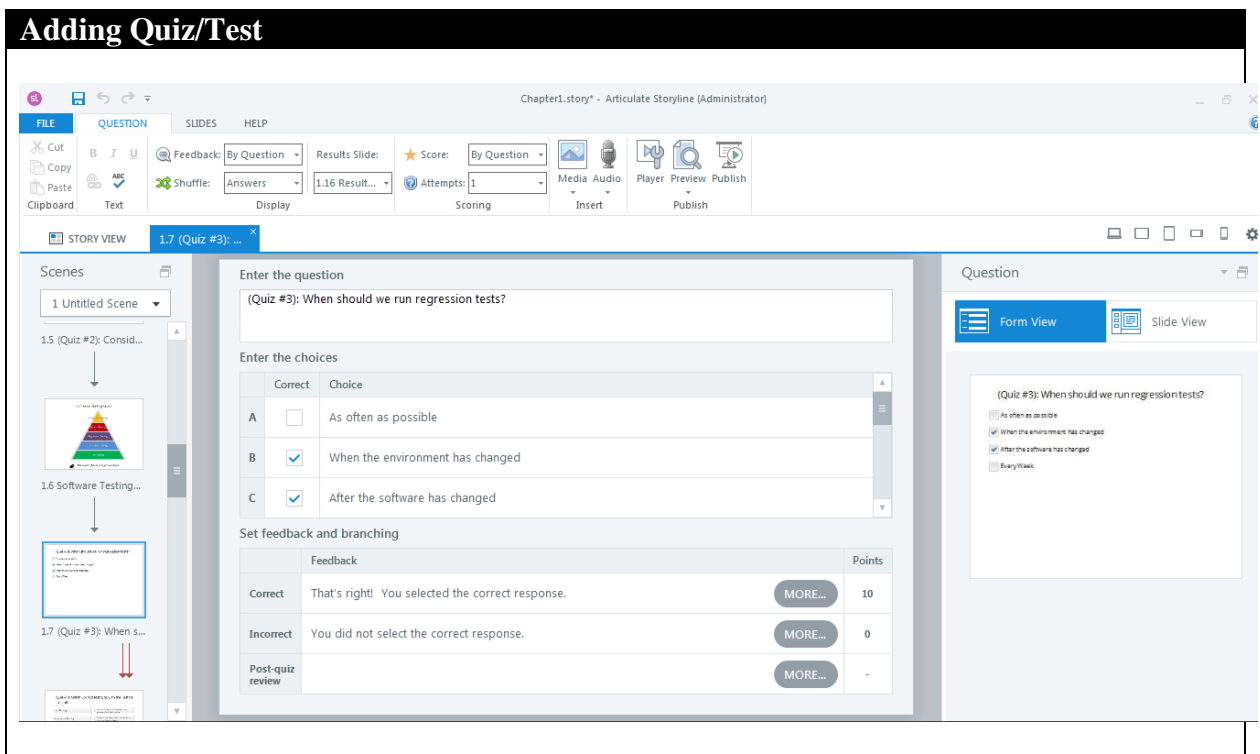 Adding Quiz/Test
sl
Chapter1.story* - Articulate Storyline (Administrator)
FILE QUESTION SLIDES HELP
Cut
Copy
Paste
Clipboard
B I U
ABC
Text
Feedback: By Question
Shuffle: Answers
Results Slide:
1.16 Result...
Display
Score: By Question
Attempts: 1
Scoring
Media Audio
Insert
Player Preview Publish
Publish
STORY VIEW
1.7 (Quiz #3): ...
Scenes
1 Untitled Scene
1.5 (Quiz #2): Consid...
1.6 Software Testing...
1.7 (Quiz #3): When s...
Enter the question
(Quiz #3): When should we run regression tests?
Enter the choices
Correct Choice
A As often as possible
B When the environment has changed
C After the software has changed
Set feedback and branching
Feedback Points
Correct That's right! You selected the correct response. MORE... 10
Incorrect You did not select the correct response. MORE... 0
Post-quiz
review MORE... -
Question
Form View Slide View
(Quiz #3): When should we run regression tests?
As often as possible
When the environment has changed
After the software has changed
Every Week